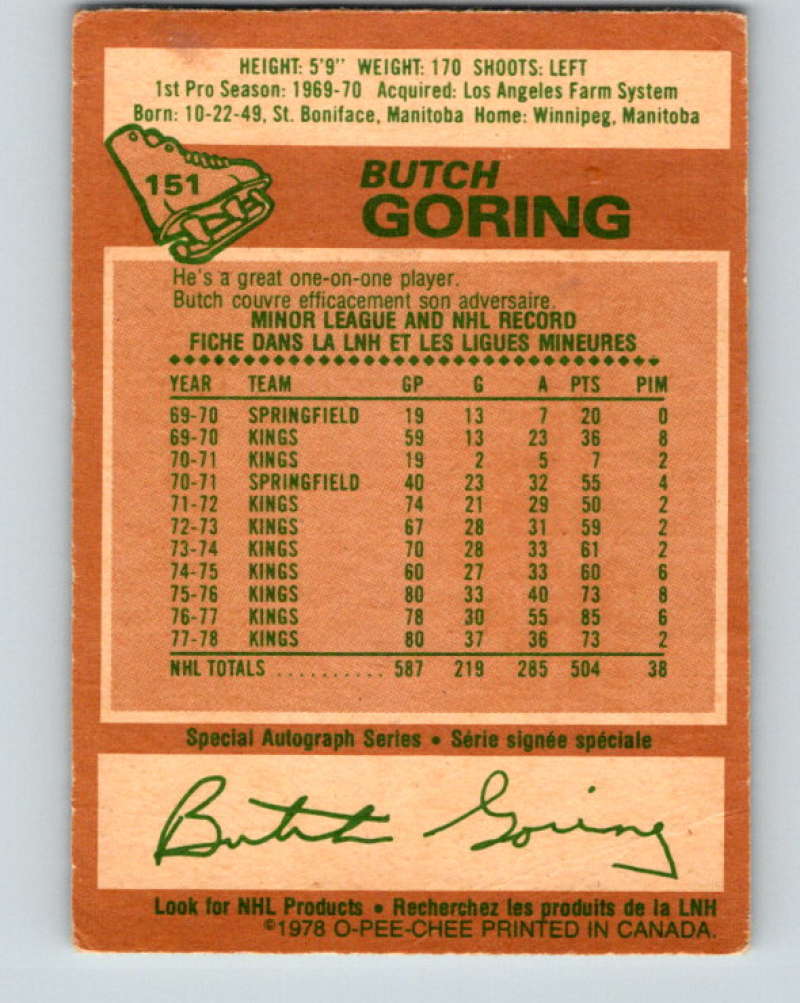 HEIGHT: 5'9" WEIGHT: 170 SHOOTS: LEFT
1st Pro Season: 1969-70 Acquired: Los Angeles Farm System
Born: 10-22-49, St. Boniface, Manitoba Home: Winnipeg, Manitoba
151
BUTCH
GORING
He's a great one-on-one player.
Butch couvre efficacement son adversaire.
MINOR LEAGUE AND NHL RECORD
FICHE DANS LA LNH ET LES LIGUES MINEURES
YEAR TEAM GP G A PTS PIM
69-70 SPRINGFIELD 19 13 7 20 0
69-70 KINGS 59 13 23 36 8
70-71 KINGS 19 2 5 7 2
70-71 SPRINGFIELD 40 23 32 55 4
71-72 KINGS 74 21 29 50 2
72-73 KINGS 67 28 31 59 2
73-74 KINGS 70 28 33 61 2
74-75 KINGS 60 27 33 60 6
75-76 KINGS 80 33 40 73 8
76-77 KINGS 78 30 55 85 6
77-78 KINGS 80 37 36 73 2
NHL TOTALS .......... 587 219 285 504 38
Special Autograph Series • Série signée spéciale
Butch Goring
Look for NHL Products • Recherchez les produits de la LNH
©1978 O-PEE-CHEE PRINTED IN CANADA.